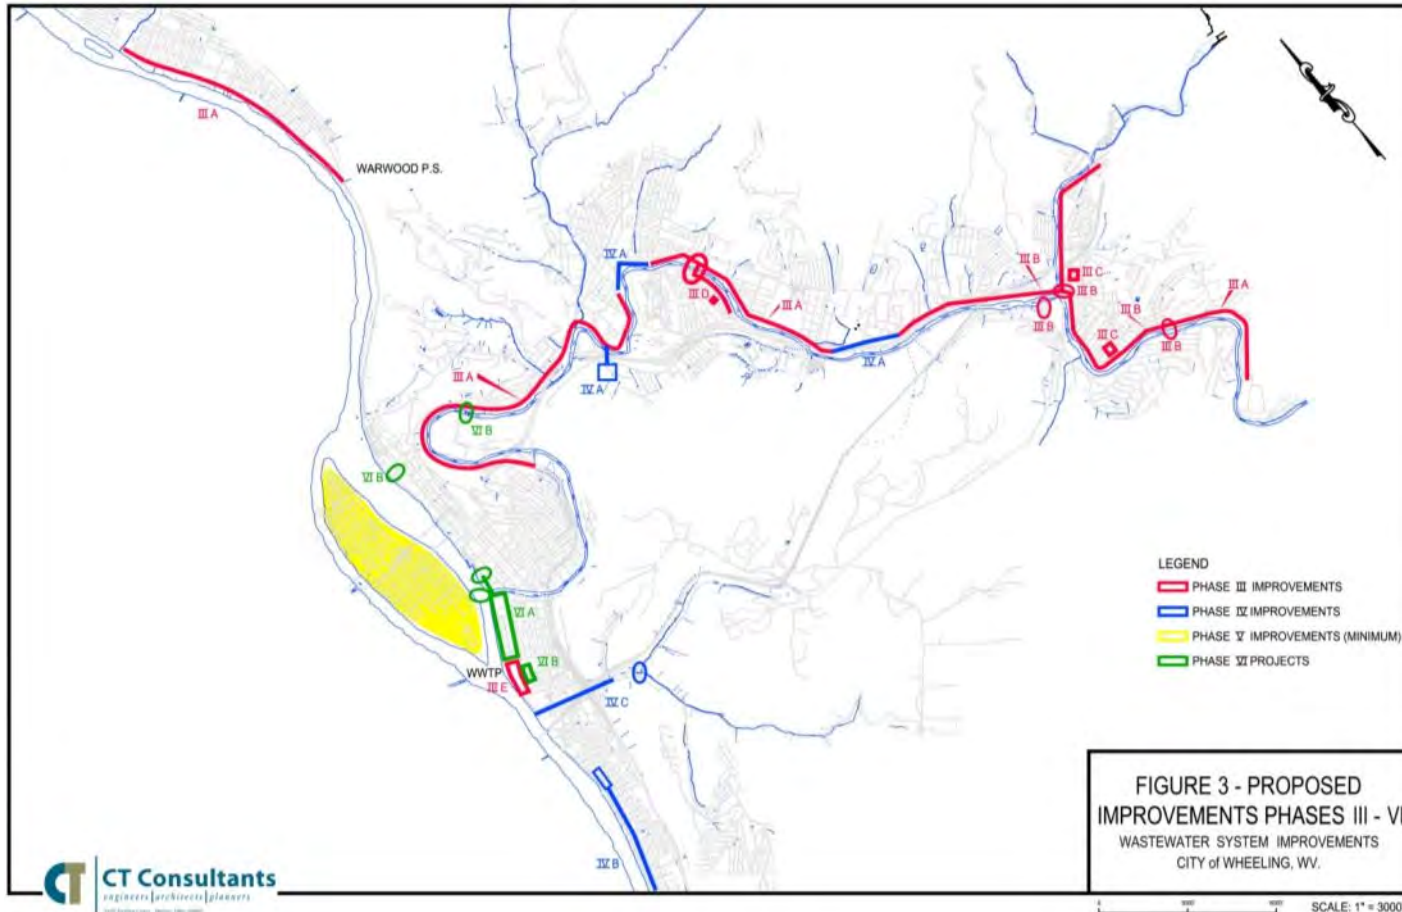 III A
WARWOOD P.S.
IV A
III B
III C
III D
III A
III B
III B
III A
III B
III C
III B
IV A
III A
IV A
VI B
VI B
LEGEND
PHASE III IMPROVEMENTS
PHASE IV IMPROVEMENTS
PHASE V IMPROVEMENTS (MINIMUM)
PHASE VI PROJECTS
VI A
VI B
WWTP
III E
IV C
IV B
FIGURE 3 - PROPOSED
IMPROVEMENTS PHASES III - VI
WASTEWATER SYSTEM IMPROVEMENTS
CITY of WHEELING, WV.
CT
CT Consultants
engineers | architects | planners
SCALE: 1" = 3000